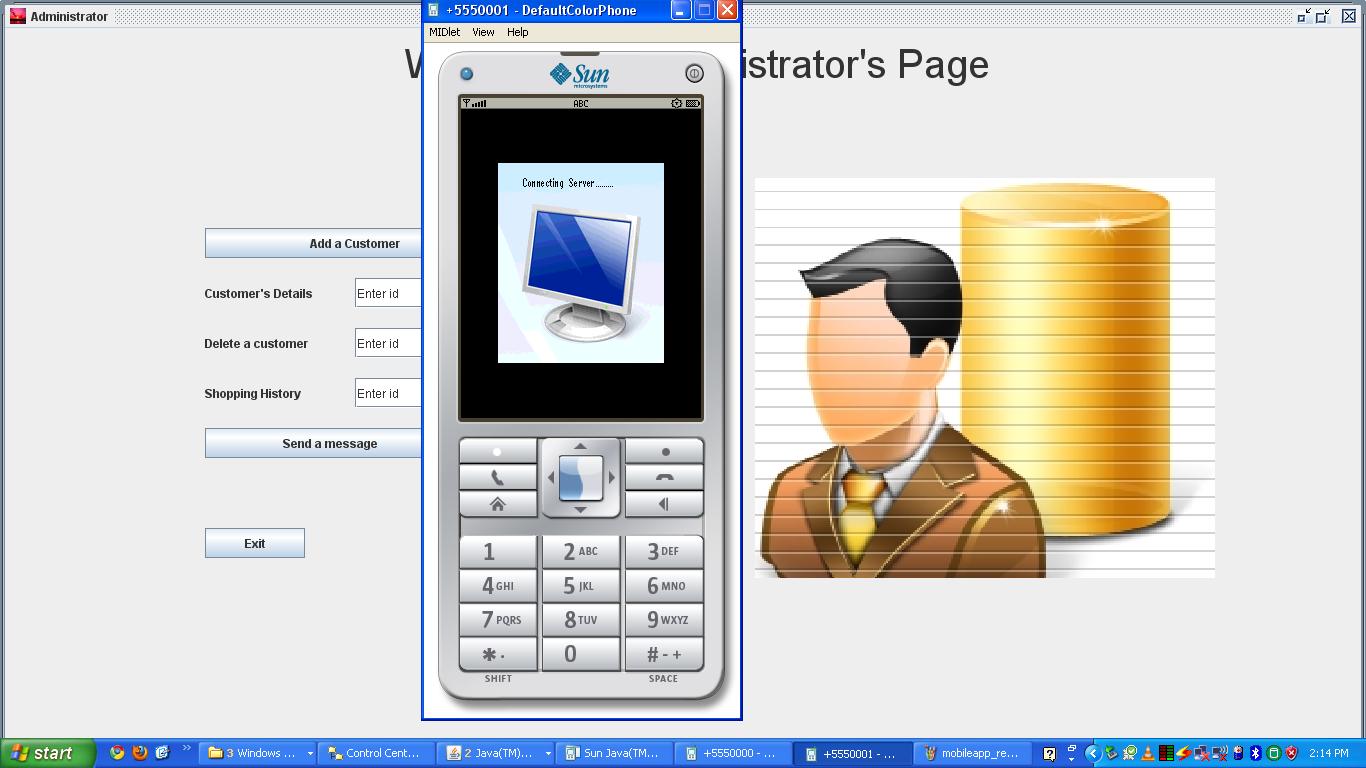 Administrator
+5550001 - DefaultColorPhone
MIDlet View Help
istrator's Page
Sun
microsystems
ABC
Connecting Server.........
Add a Customer
Customer's Details Enter id
Delete a customer Enter id
Shopping History Enter id
Send a message
Exit
1 2 ABC 3 DEF
4 GHI 5 JKL 6 MNO
7 PQRS 8 TUV 9 WXYZ
* . 0 # - +
SHIFT SPACE
start 3 Windows ... Control Cent... 2 Java(TM)... Sun Java(TM... +5550000 - ... +5550001 - ... mobileapp_re... 2:14 PM